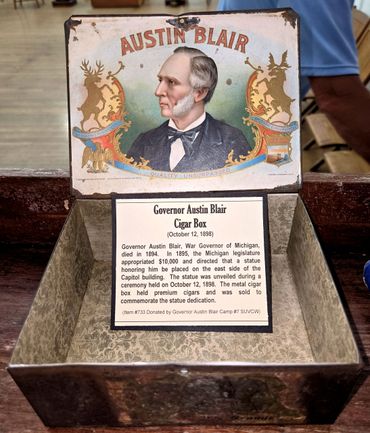 AUSTIN BLAIR
QUALITY UNSURPASSED
Governor Austin Blair
Cigar Box
(October 12, 1898)
Governor Austin Blair, War Governor of Michigan,
died in 1894. In 1895, the Michigan legislature
appropriated $10,000 and directed that a statue
honoring him be placed on the east side of the
Capitol building. The statue was unveiled during a
ceremony held on October 12, 1898. The metal cigar
box held premium cigars and was sold to
commemorate the statue dedication.
(Item #733 Donated by Governor Austin Blair Camp #7 SUVCW)